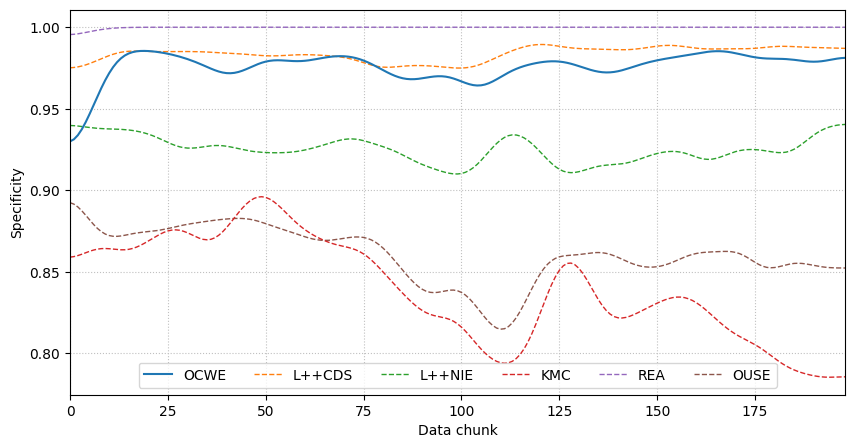 1.00
0.95
0.90
0.85
0.80
Specificity
OCWE L++CDS L++NIE KMC REA OUSE
0 25 50 75 100 125 150 175
Data chunk